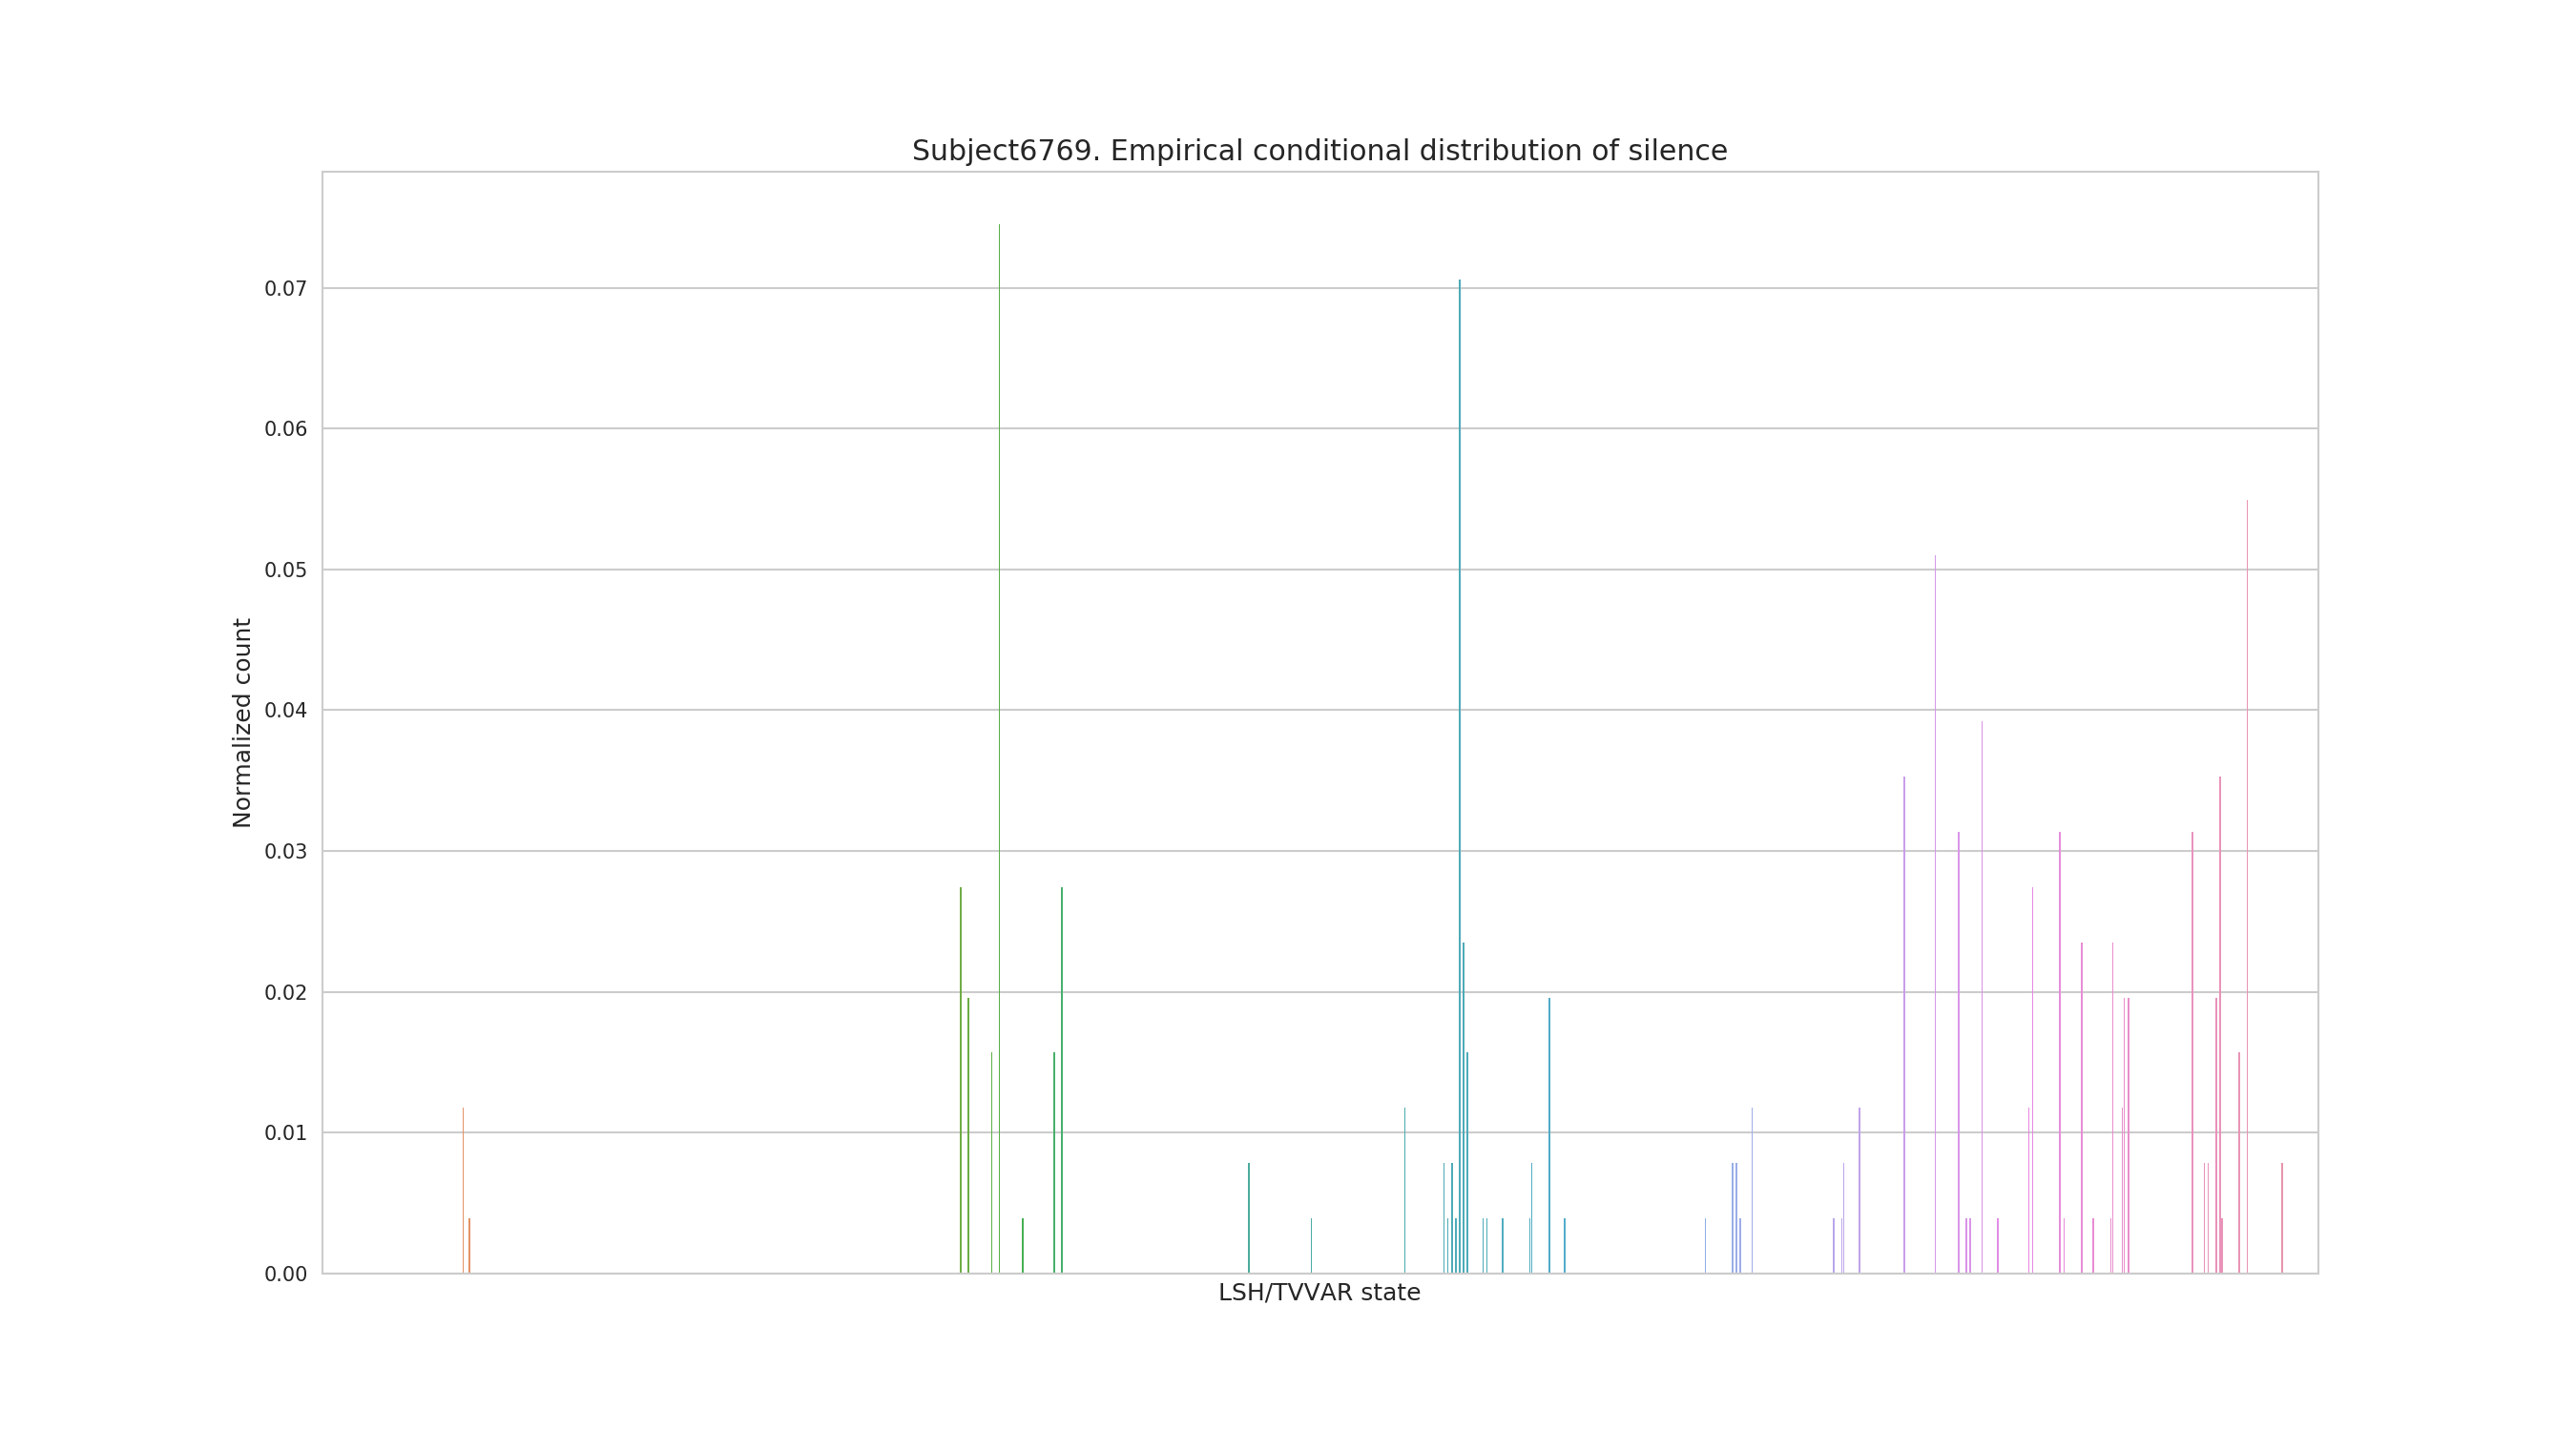 Subject6769. Empirical conditional distribution of silence
Normalized count
0.07
0.06
0.05
0.04
0.03
0.02
0.01
0.00
LSH/TVVAR state